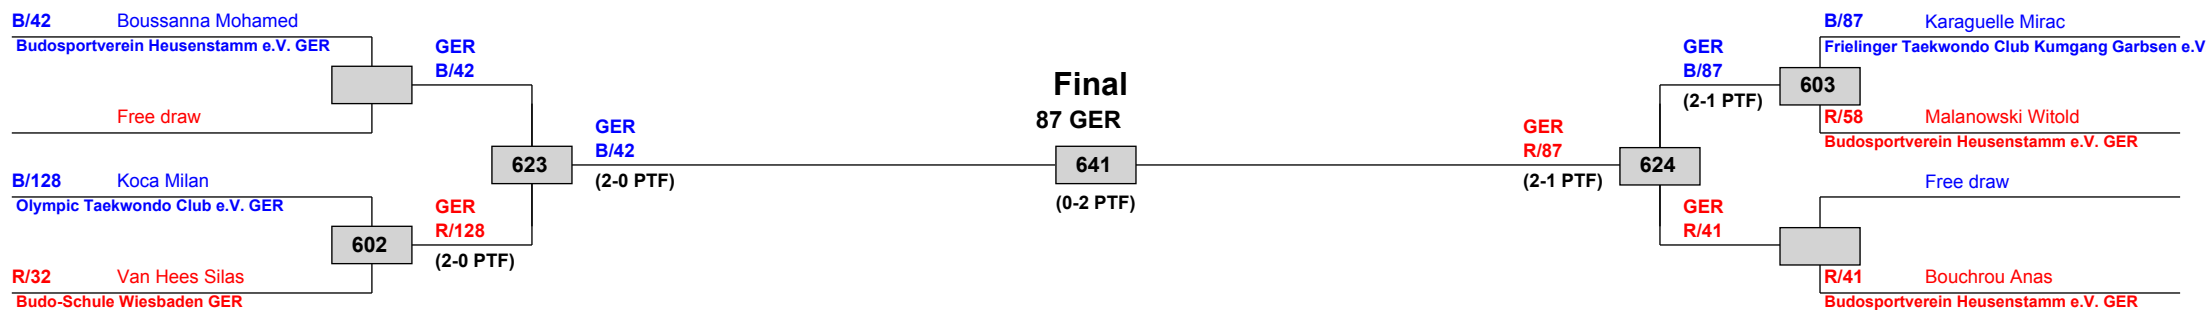 B/42 Boussanna Mohamed
Budosportverein Heusenstamm e.V. GER
Free draw
GER
B/42
B/128 Koca Milan
Olympic Taekwondo Club e.V. GER
602
R/32 Van Hees Silas
Budo-Schule Wiesbaden GER
GER
R/128
(2-0 PTF)
623
GER
B/42
(2-0 PTF)
Final
87 GER
641
(0-2 PTF)
GER
R/87
(2-1 PTF)
624
GER
B/87
(2-1 PTF)
603
B/87 Karaguelle Mirac
Frielinger Taekwondo Club Kumgang Garbsen e.V
R/58 Malanowski Witold
Budosportverein Heusenstamm e.V. GER
GER
R/41
Free draw
R/41 Bouchrou Anas
Budosportverein Heusenstamm e.V. GER